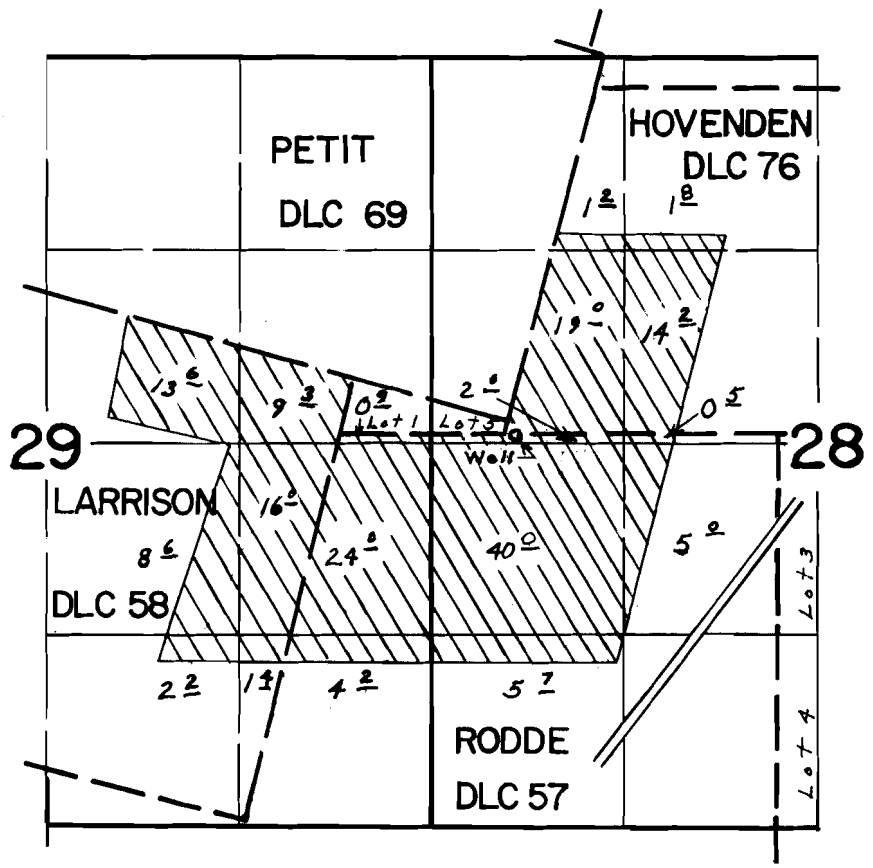 HOVENDEN
DLC 76
PETIT
DLC 69
1 2 1 8
19 0 14 2
13 6 9 3 0 9 2 6 0 5
Lot 1 Lot 5
Well
29 28
LARRISON
DLC 58
16 0
8 6 24 8 40 0 5 0
Lot 3
2 2 1 4 4 2 5 7
RODDE
DLC 57
Lot 4